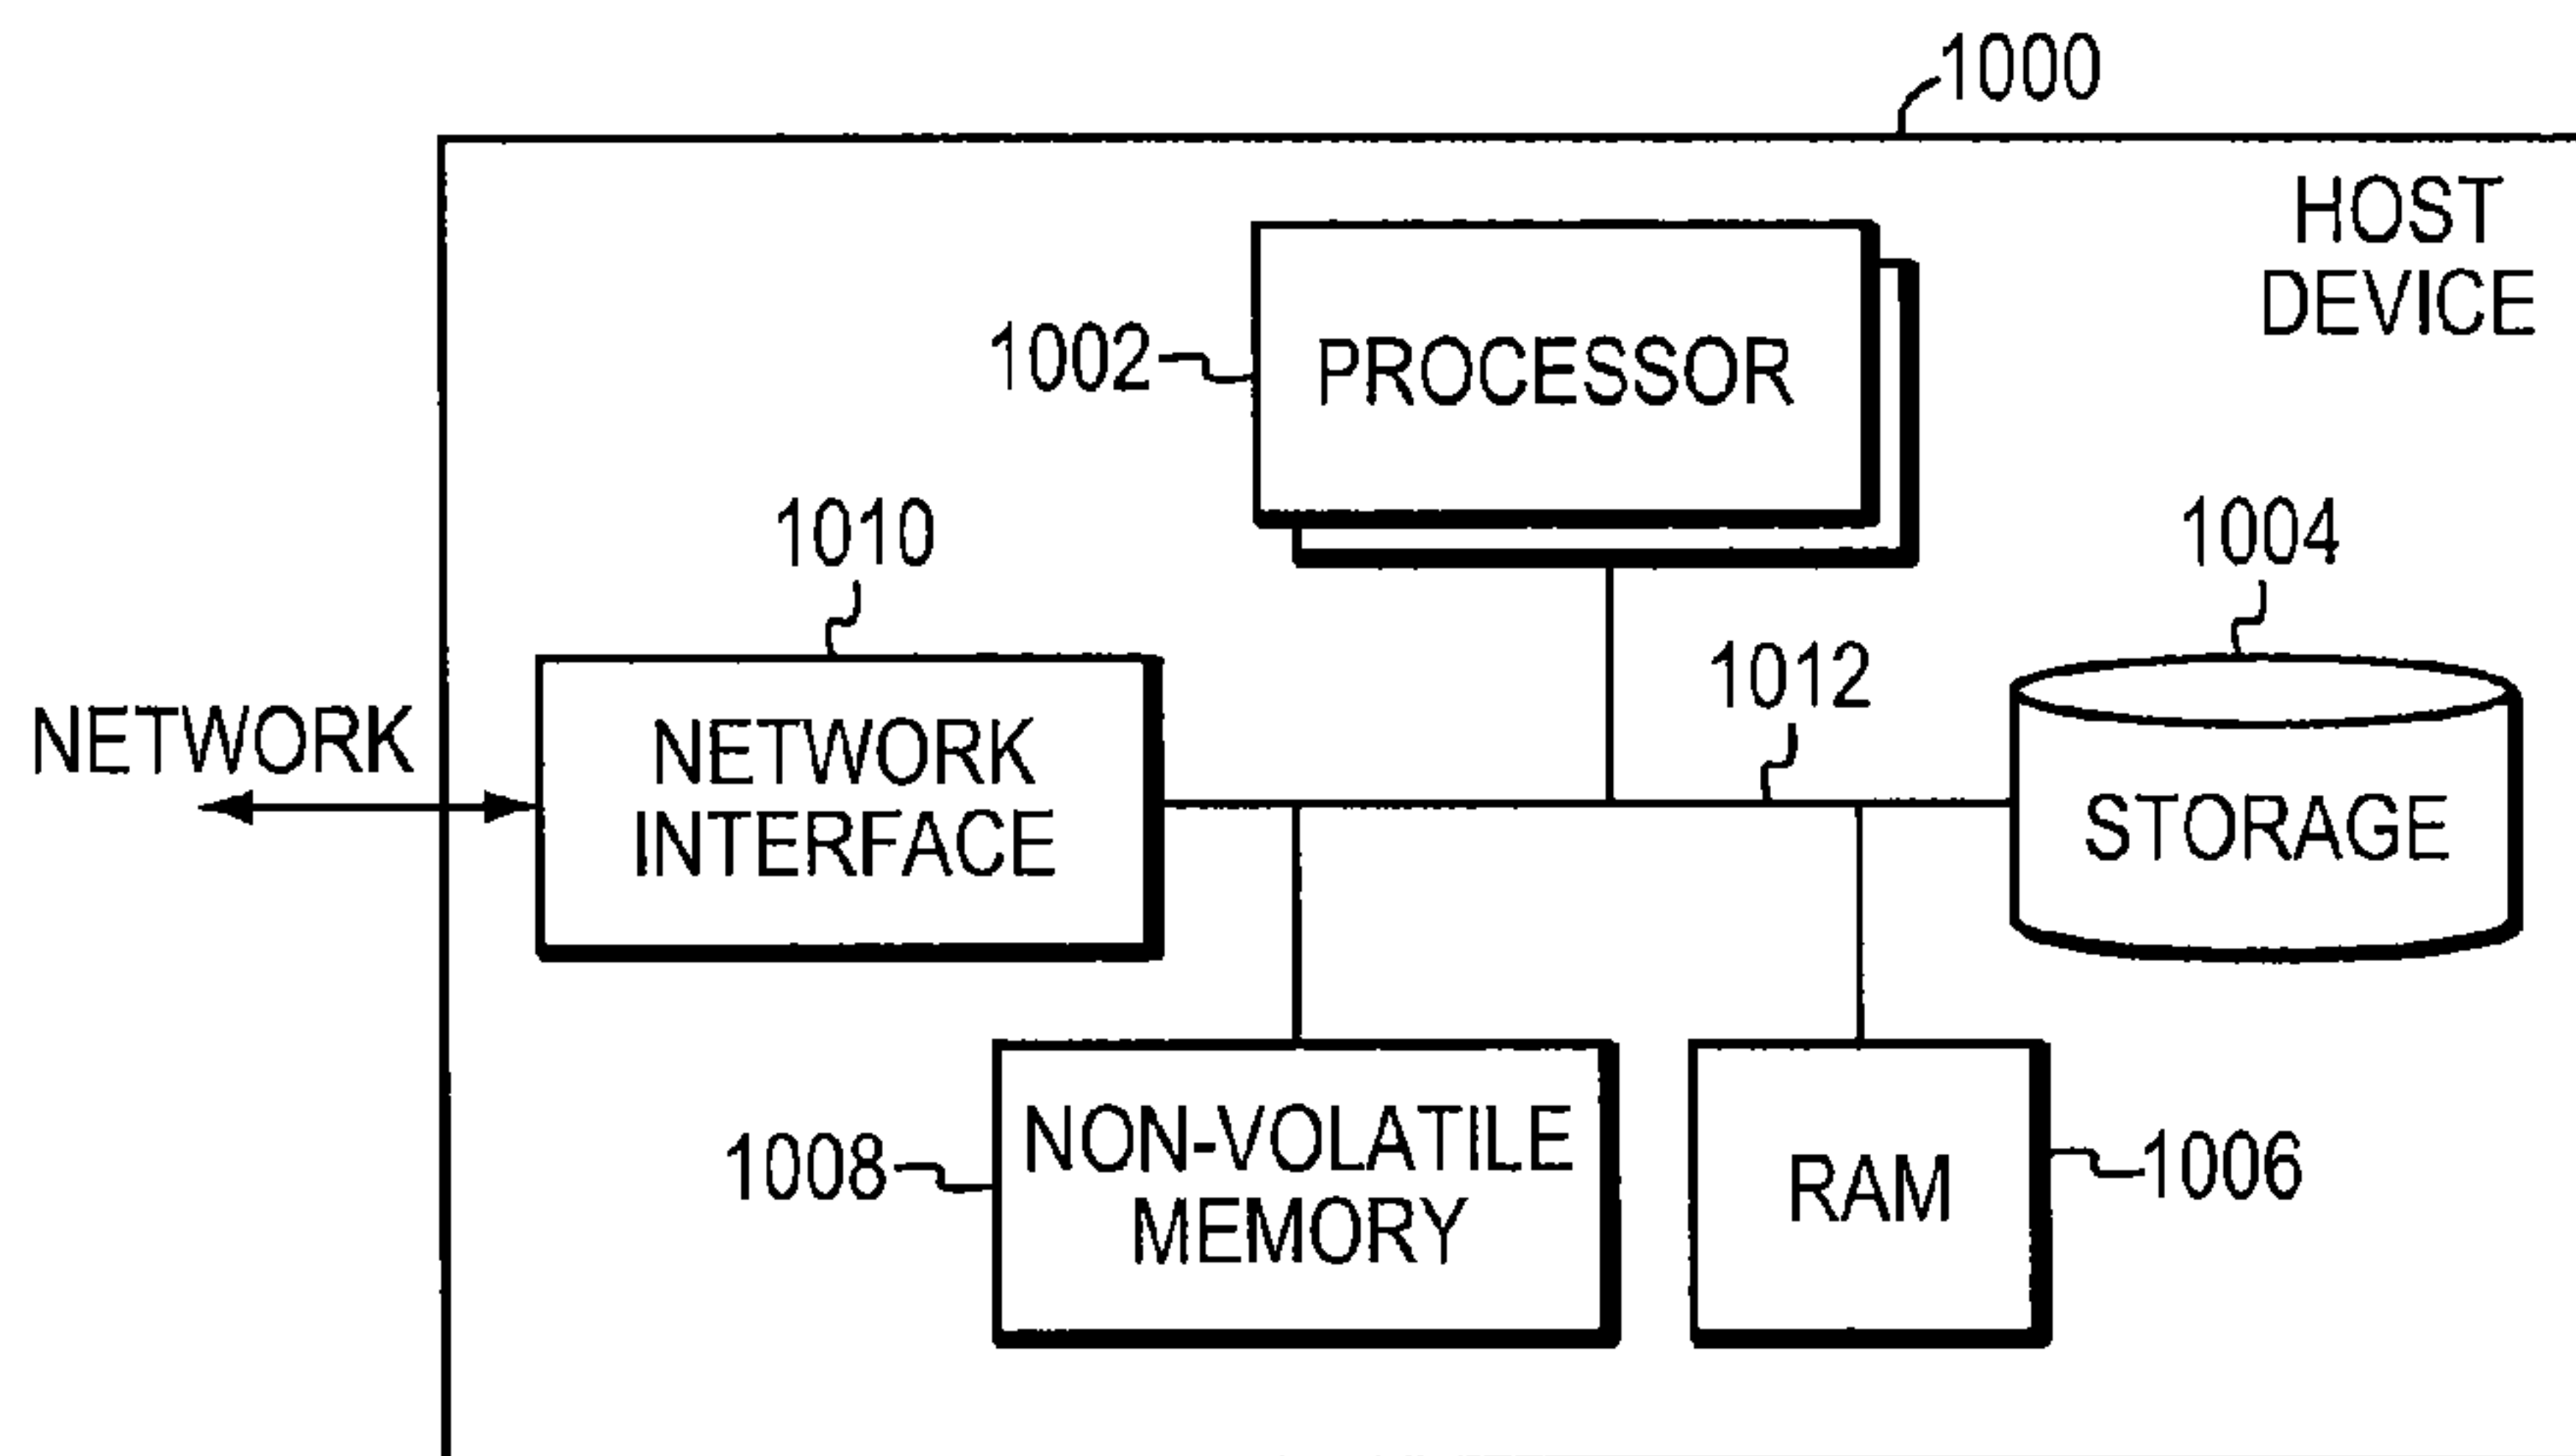 1000
HOST
DEVICE
1002
PROCESSOR
1010
1004
1012
NETWORK
NETWORK
INTERFACE
STORAGE
1008
NON-VOLATILE
MEMORY
RAM
1006